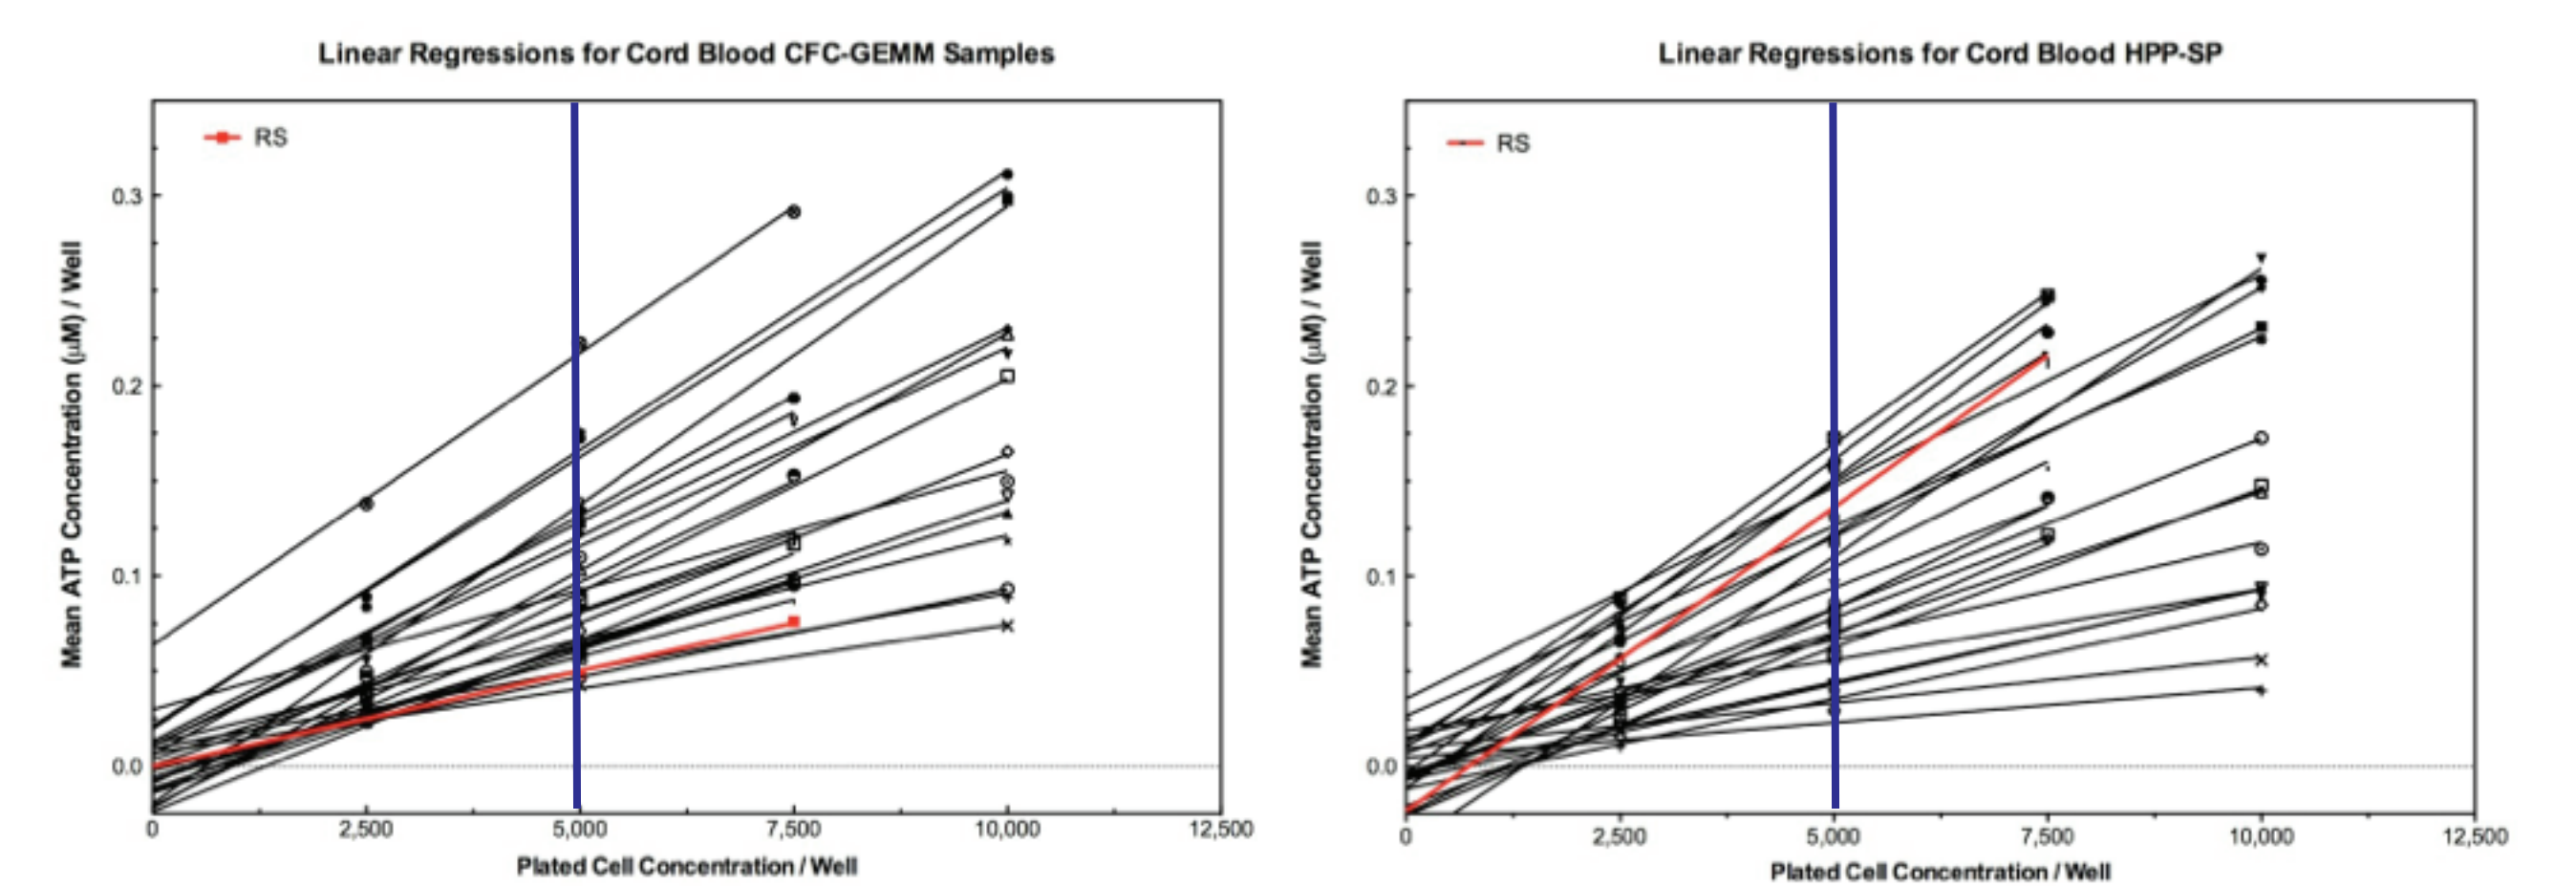 Linear Regressions for Cord Blood CFC-GEMM Samples
RS
0.3
0.2
0.1
0.0
Mean ATP Concentration (μM) / Well
0 2,500 5,000 7,500 10,000 12,500
Plated Cell Concentration / Well
Linear Regressions for Cord Blood HPP-SP
RS
0.3
0.2
0.1
0.0
Mean ATP Concentration (μM) / Well
0 2,500 5,000 7,500 10,000 12,500
Plated Cell Concentration / Well